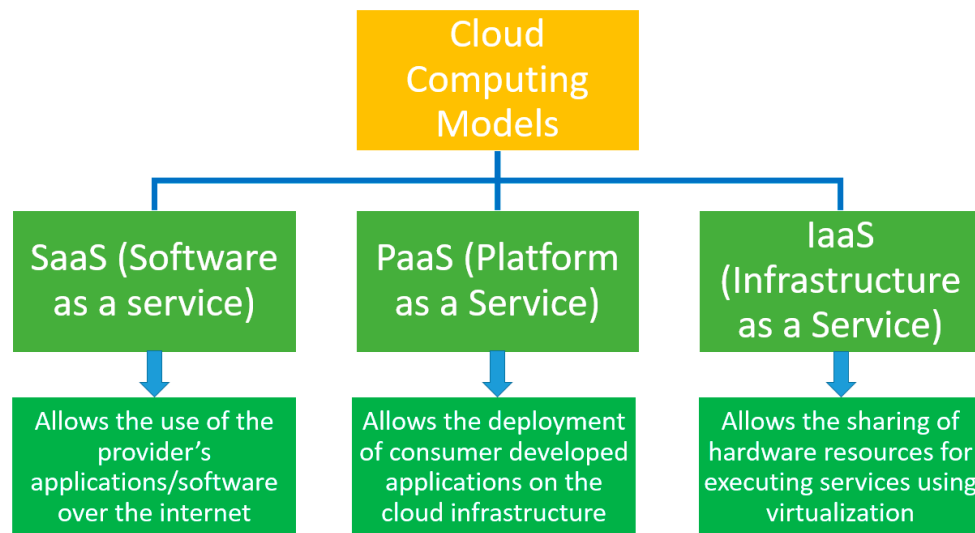 Cloud
Computing
Models
SaaS (Software
as a service)
PaaS (Platform
as a Service)
IaaS
(Infrastructure
as a Service)
Allows the use of the
provider’s
applications/software
over the internet
Allows the deployment
of consumer developed
applications on the
cloud infrastructure
Allows the sharing of
hardware resources for
executing services using
virtualization